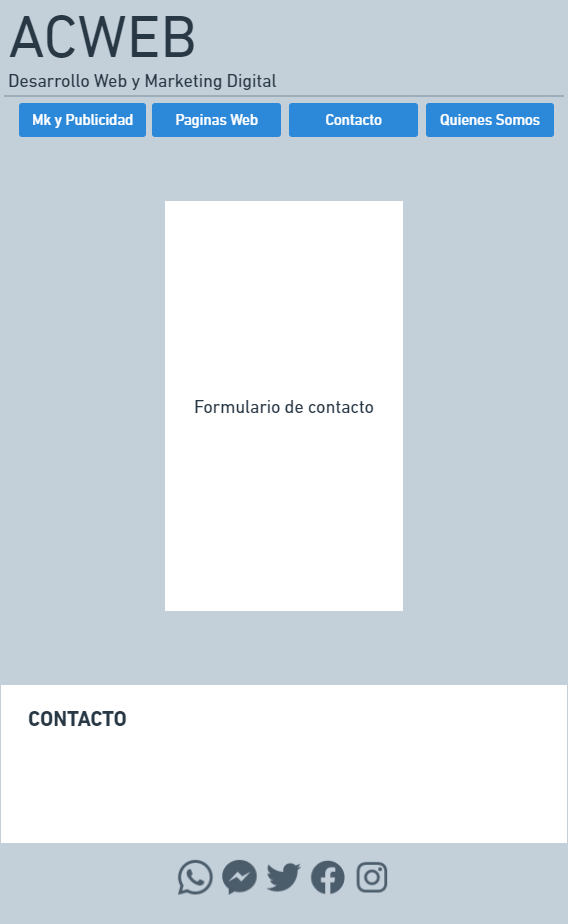 ACWEB
Desarrollo Web y Marketing Digital
Mk y Publicidad
Paginas Web
Contacto
Quienes Somos
Formulario de contacto
CONTACTO